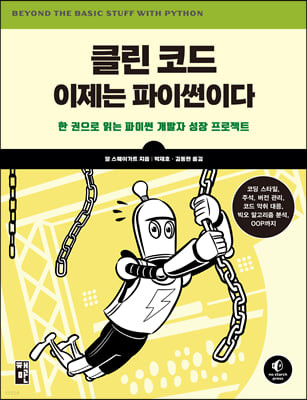 BEYOND THE BASIC STUFF WITH PYTHON
클린 코드
이제는 파이썬이다
한 권으로 읽는 파이썬 개발자 성장 프로젝트
알 스웨이가트 지음 · 박재호 · 김동헌 옮김
코딩 스타일,
주석, 버전 관리,
코드 악취 대응,
빅오 알고리즘 분석,
OOP까지
책만
no starch
press